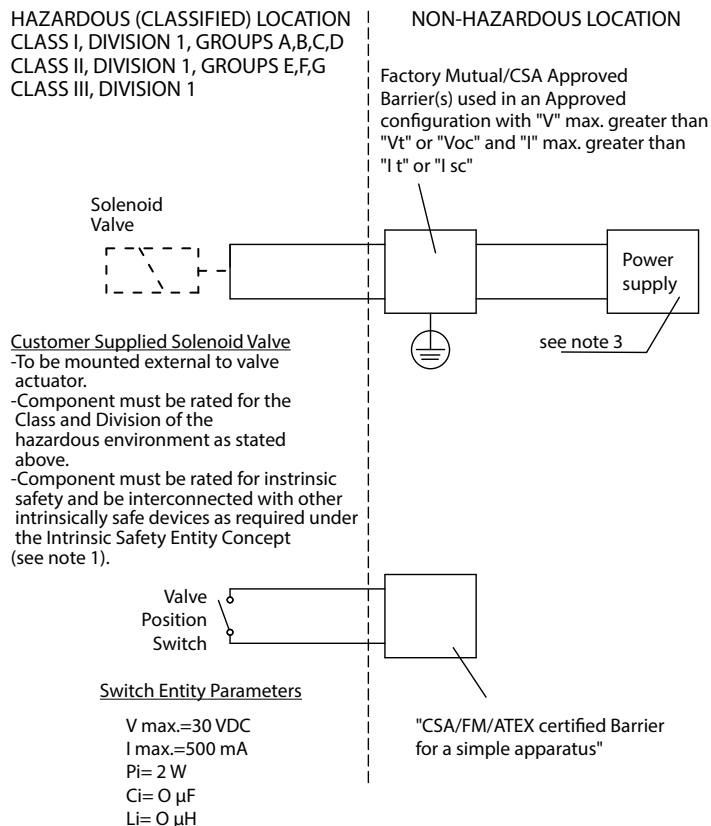 HAZARDOUS (CLASSIFIED) LOCATION
CLASS I, DIVISION 1, GROUPS A,B,C,D
CLASS II, DIVISION 1, GROUPS E,F,G
CLASS III, DIVISION 1
NON-HAZARDOUS LOCATION
Factory Mutual/CSA Approved
Barrier(s) used in an Approved
configuration with "V" max. greater than
"Vt" or "Voc" and "I" max. greater than
"I t" or "I sc"
Solenoid
Valve
Power
supply
see note 3
Customer Supplied Solenoid Valve
-To be mounted external to valve
actuator.
-Component must be rated for the
Class and Division of the
hazardous environment as stated
above.
-Component must be rated for instrinsic
safety and be interconnected with other
intrinsically safe devices as required under
the Intrinsic Safety Entity Concept
(see note 1).
Valve
Position
Switch
Switch Entity Parameters
V max.=30 VDC
I max.=500 mA
Pi= 2 W
Ci= O µF
Li= O µH
"CSA/FM/ATEX certified Barrier
for a simple apparatus"